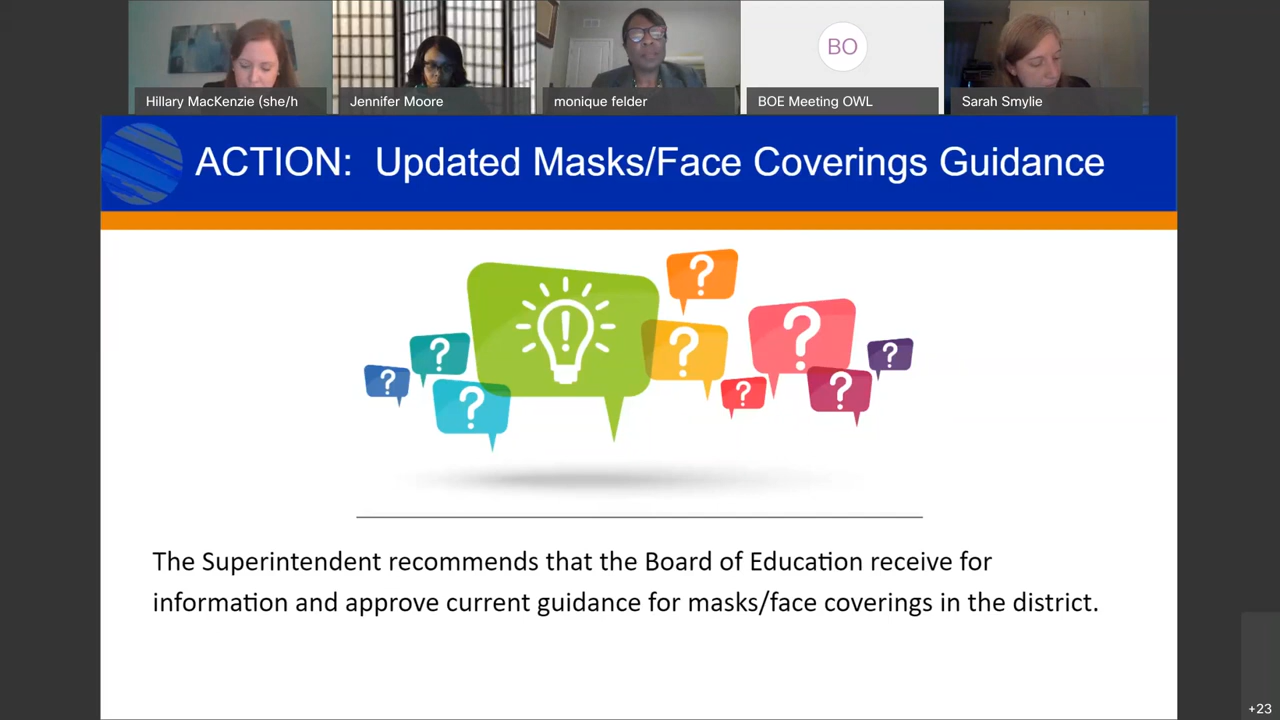 Hillary MacKenzie (she/h
Jennifer Moore
monique felder
BO
BOE Meeting OWL
Sarah Smylie
ACTION: Updated Masks/Face Coverings Guidance
?
?
?
!
?
?
?
?
?
?
The Superintendent recommends that the Board of Education receive for
information and approve current guidance for masks/face coverings in the district.
+23